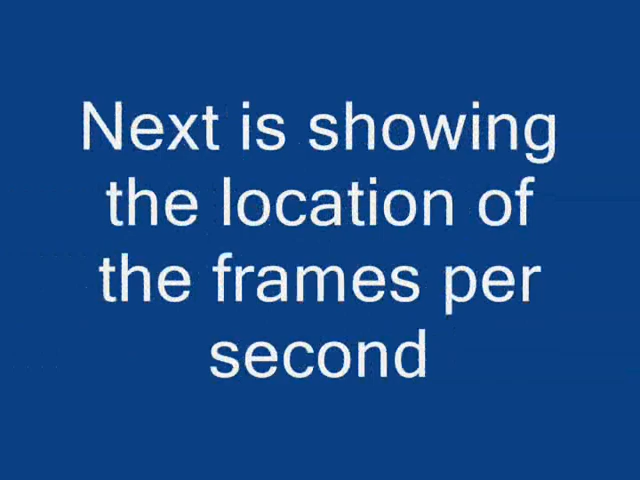 Next is showing
the location of
the frames per
second